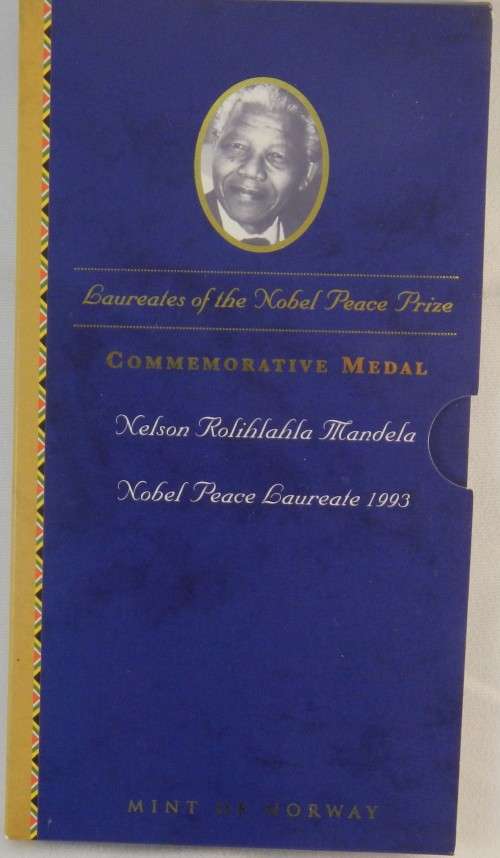 Laureates of the Nobel Peace Prize
COMMEMORATIVE MEDAL
Nelson Rolihlahla Mandela
Nobel Peace Laureate 1993
MINT OF NORWAY